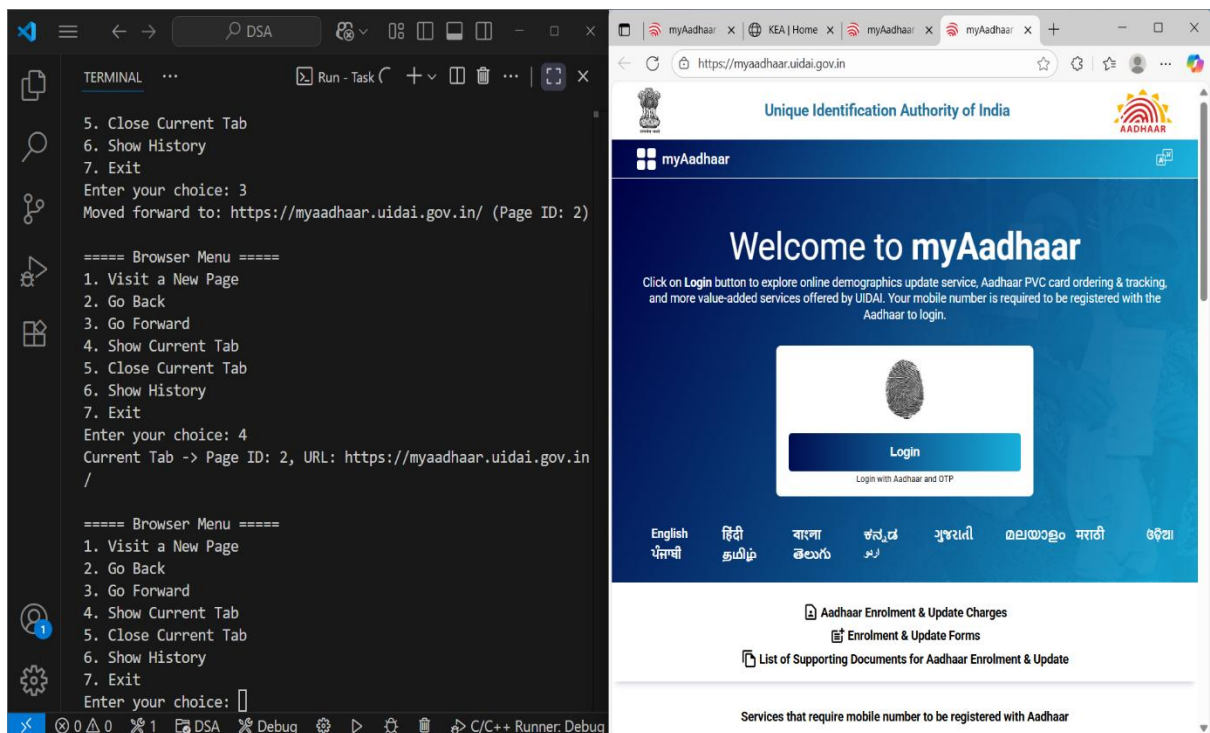 DSA
TERMINAL ···
Run - Task
5. Close Current Tab
6. Show History
7. Exit
Enter your choice: 3
Moved forward to: https://myaadhaar.uidai.gov.in/ (Page ID: 2)
===== Browser Menu =====
1. Visit a New Page
2. Go Back
3. Go Forward
4. Show Current Tab
5. Close Current Tab
6. Show History
7. Exit
Enter your choice: 4
Current Tab -> Page ID: 2, URL: https://myaadhaar.uidai.gov.in
/
===== Browser Menu =====
1. Visit a New Page
2. Go Back
3. Go Forward
4. Show Current Tab
5. Close Current Tab
6. Show History
7. Exit
Enter your choice:
1
0 0 1 DSA Debug C/C++ Runner: Debug
myAadhaar KEA | Home myAadhaar myAadhaar
https://myaadhaar.uidai.gov.in
Unique Identification Authority of India
AADHAAR
myAadhaar
Welcome to myAadhaar
Click on Login button to explore online demographics update service, Aadhaar PVC card ordering & tracking,
and more value-added services offered by UIDAI. Your mobile number is required to be registered with the
Aadhaar to login.
Login
Login with Aadhaar and OTP
English हिंदी বাংলা ಕನ್ನಡ ગુજરાતી മലയാളം मराठी ଓଡ଼ିଆ
ਪੰਜਾਬੀ தமிழ் తెలుగు اردو
Aadhaar Enrolment & Update Charges
Enrolment & Update Forms
List of Supporting Documents for Aadhaar Enrolment & Update
Services that require mobile number to be registered with Aadhaar